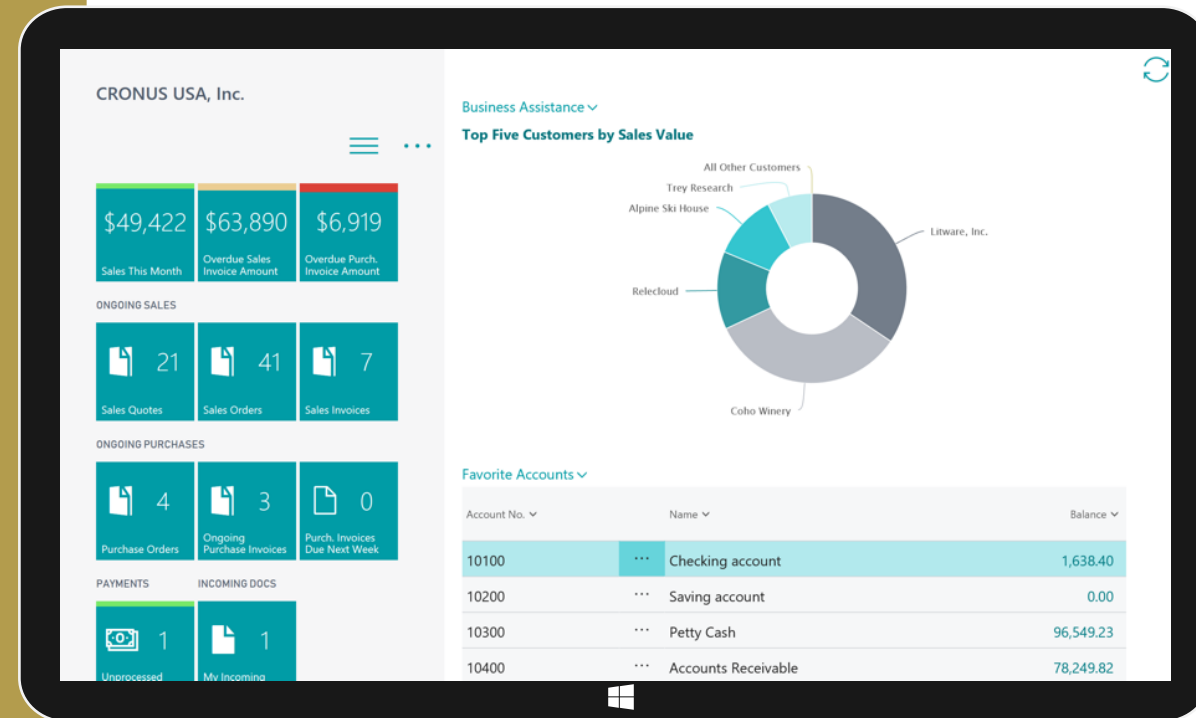 CRONUS USA, Inc.
$49,422
Sales This Month
$63,890
Overdue Sales
Invoice Amount
$6,919
Overdue Purch.
Invoice Amount
ONGOING SALES
21
Sales Quotes
41
Sales Orders
7
Sales Invoices
ONGOING PURCHASES
4
Purchase Orders
3
Ongoing
Purchase Invoices
0
Purch. Invoices
Due Next Week
PAYMENTS
INCOMING DOCS
1
Unprocessed
1
My Incoming
Business Assistance
Top Five Customers by Sales Value
All Other Customers
Trey Research
Alpine Ski House
Litware, Inc.
Relecloud
Coho Winery
Favorite Accounts
Account No. Name Balance
10100 ... Checking account 1,638.40
10200 ... Saving account 0.00
10300 ... Petty Cash 96,549.23
10400 ... Accounts Receivable 78,249.82